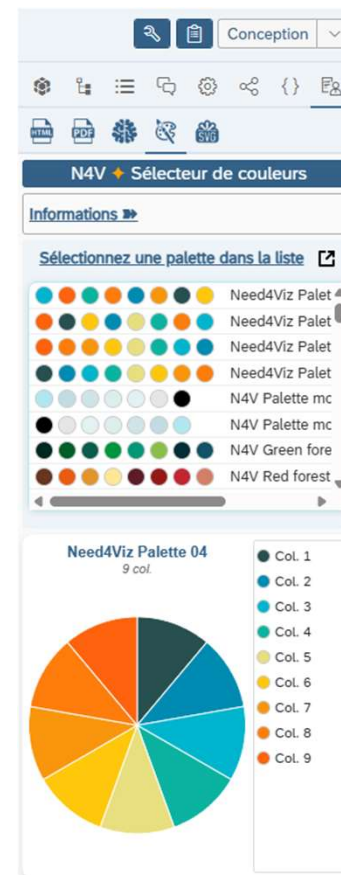 Conception
HTML PDF SVG
N4V Sélecteur de couleurs
Informations
Sélectionnez une palette dans la liste
Need4Viz Palet
Need4Viz Palet
Need4Viz Palet
Need4Viz Palet
N4V Palette mc
N4V Palette mc
N4V Green fore
N4V Red forest
Need4Viz Palette 04
9 col.
Col. 1
Col. 2
Col. 3
Col. 4
Col. 5
Col. 6
Col. 7
Col. 8
Col. 9